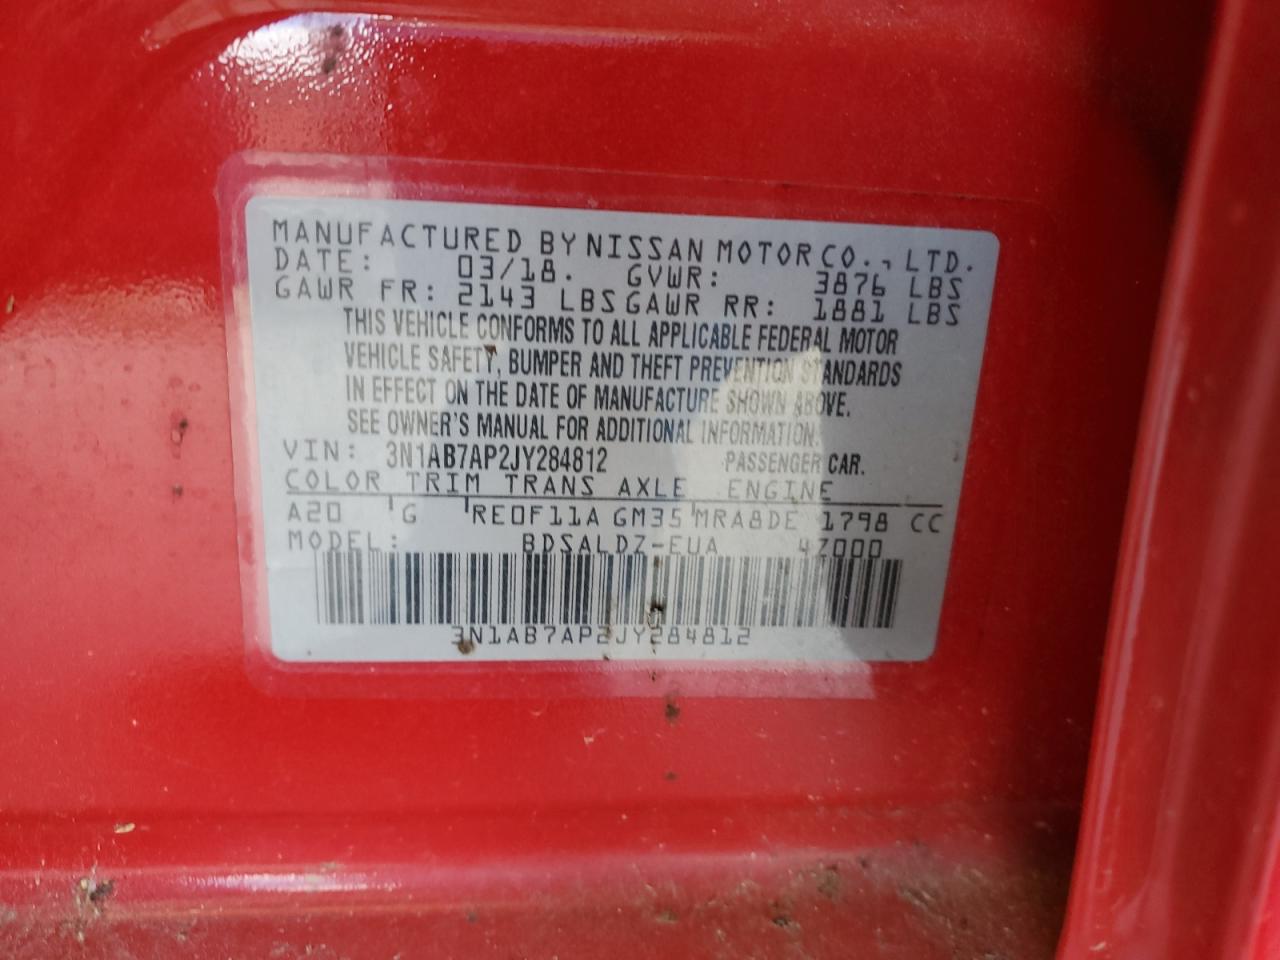 MANUFACTURED BY NISSAN MOTOR CO., LTD.
DATE: 03/18. GVWR: 3876 LBS
GAWR FR: 2143 LBS GAWR RR: 1881 LBS
THIS VEHICLE CONFORMS TO ALL APPLICABLE FEDERAL MOTOR
VEHICLE SAFETY, BUMPER AND THEFT PREVENTION STANDARDS
IN EFFECT ON THE DATE OF MANUFACTURE SHOWN ABOVE.
SEE OWNER'S MANUAL FOR ADDITIONAL INFORMATION.
VIN: 3N1AB7AP2JY284812 PASSENGER CAR.
COLOR TRIM TRANS AXLE ENGINE
A20 G RE0F11A GM35 MRA8DE 1798 CC
MODEL: BDSALDZ-EUA 47000
3N1AB7AP2JY284812